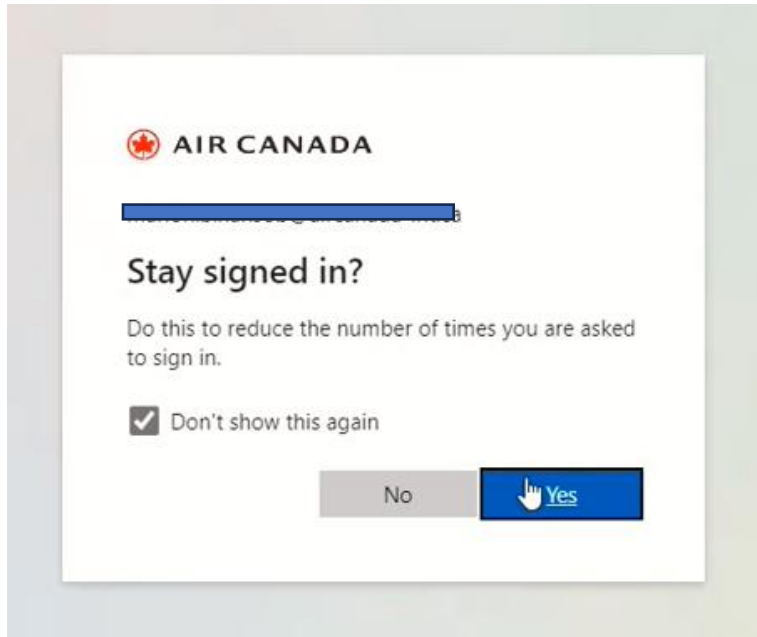 AIR CANADA
Stay signed in?
Do this to reduce the number of times you are asked
to sign in.
Don't show this again
No
Yes